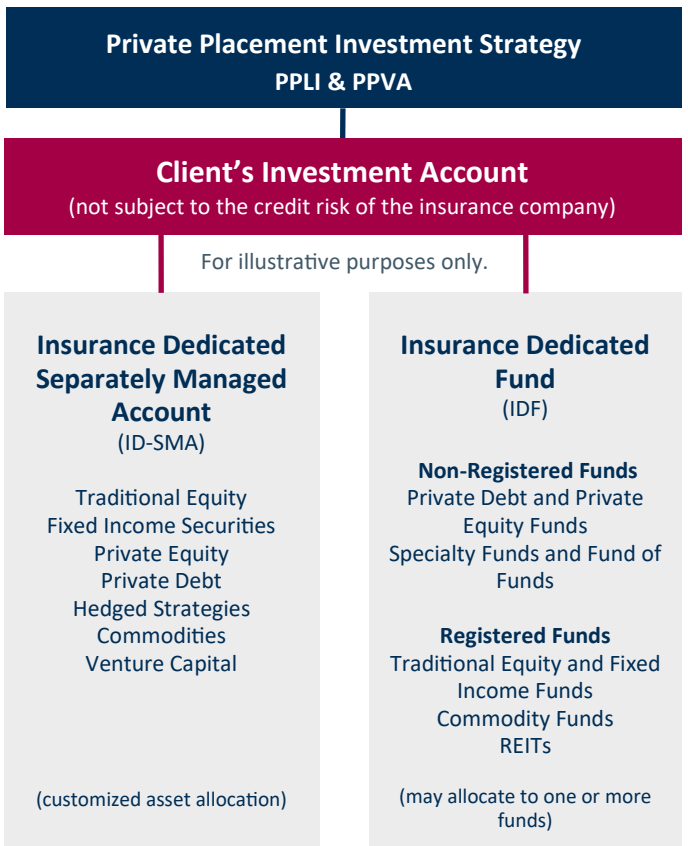 Private Placement Investment Strategy
PPLI & PPVA
Client's Investment Account
(not subject to the credit risk of the insurance company)
For illustrative purposes only.
Insurance Dedicated
Separately Managed
Account
(ID-SMA)
Traditional Equity
Fixed Income Securities
Private Equity
Private Debt
Hedged Strategies
Commodities
Venture Capital
(customized asset allocation)
Insurance Dedicated
Fund
(IDF)
Non-Registered Funds
Private Debt and Private
Equity Funds
Specialty Funds and Fund of
Funds
Registered Funds
Traditional Equity and Fixed
Income Funds
Commodity Funds
REITs
(may allocate to one or more
funds)